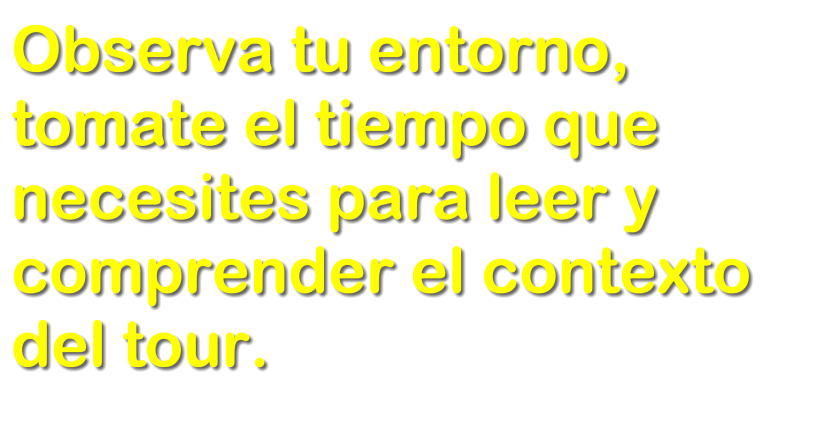 Observa tu entorno,
tomate el tiempo que
necesites para leer y
comprender el contexto
del tour.